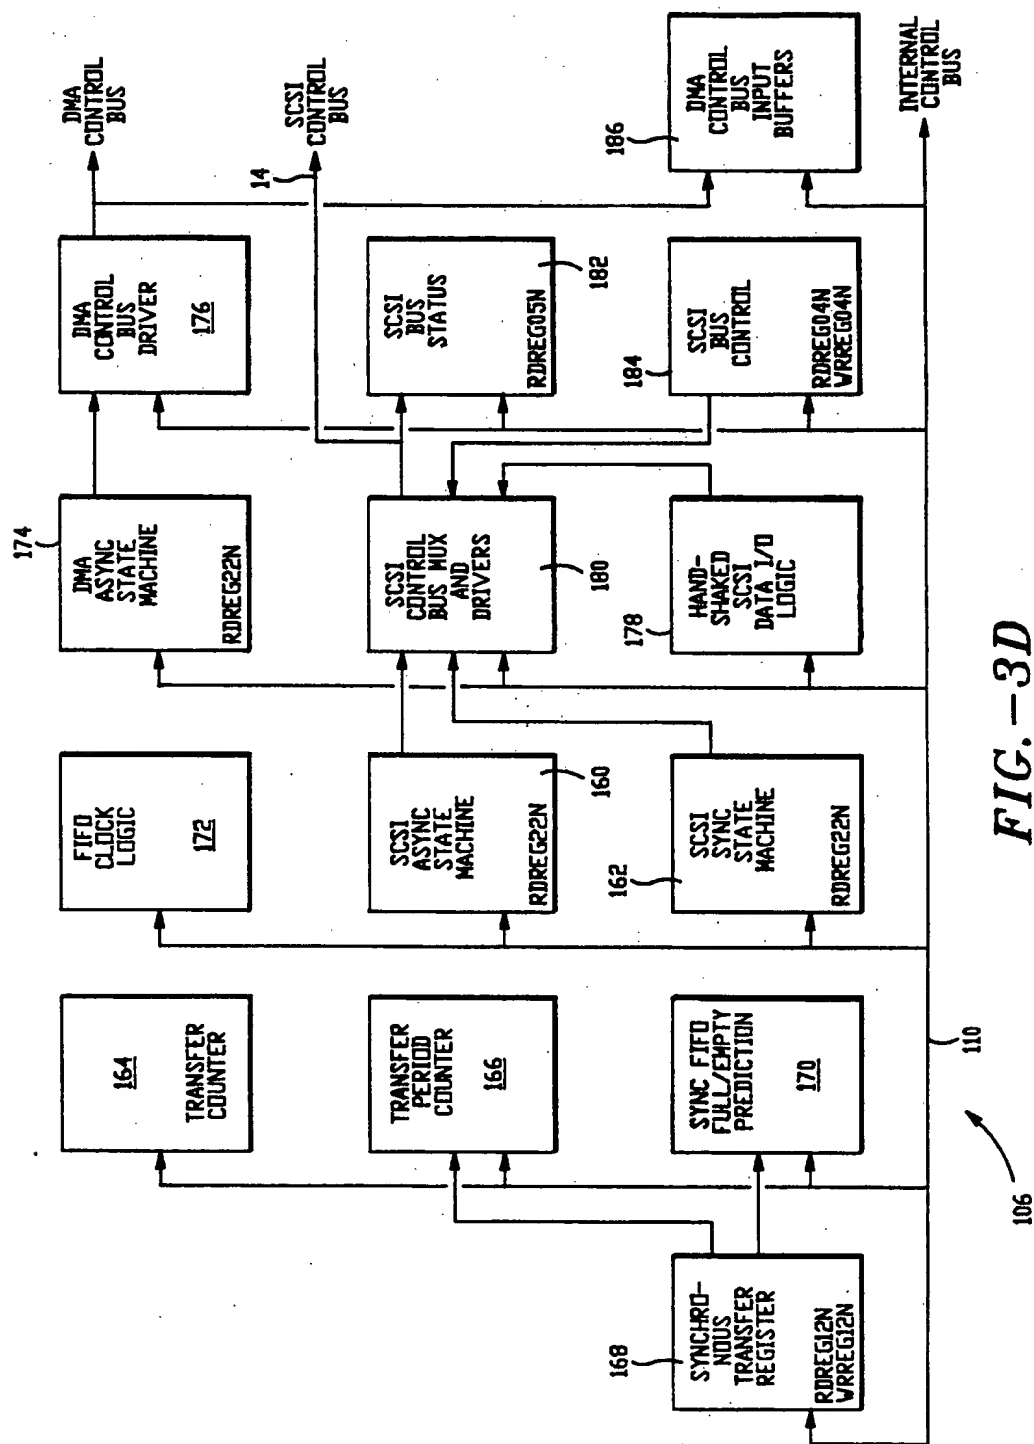 164
TRANSFER
COUNTER
FIFO
CLOCK
LOGIC
172
174
DMA
ASYNC
STATE
MACHINE
RDREG22N
DMA
CONTROL
BUS
DRIVER
176
DMA
CONTROL
BUS
14
SCSI
CONTROL
BUS
TRANSFER
PERIOD
COUNTER
166
SCSI
ASYNC
STATE
MACHINE
RDREG22N
160
SCSI
CONTROL
BUS MUX
AND
DRIVERS
180
SCSI
BUS
STATUS
RDREG05N
182
168
SYNCHRO-
NOUS
TRANSFER
REGISTER
RDREG12N
WRREG12N
SYNC FIFO
FULL/EMPTY
PREDICTION
170
162
SCSI
SYNC
STATE
MACHINE
RDREG22N
178
HAND-
SHAKED
SCSI
DATA I/O
LOGIC
184
SCSI
BUS
CONTROL
RDREG04N
WRREG04N
186
DMA
CONTROL
BUS
INPUT
BUFFERS
INTERNAL
CONTROL
BUS
110
106
FIG.-3D